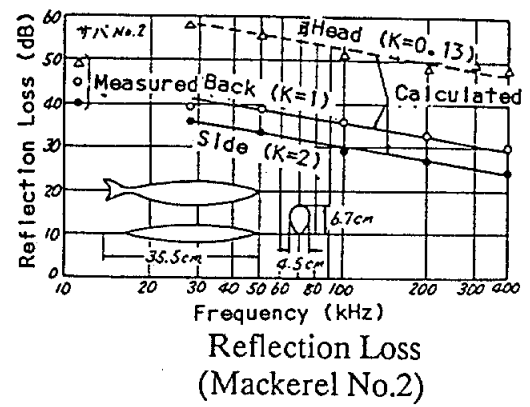 Reflection Loss (dB)
60
50
40
30
20
10
0
サバ No.2
Head (K=0.13)
Measured
Back (K=1)
Calculated
Side (K=2)
6.7cm
4.5cm
35.5cm
10 20 30 40 50 60 80 100 200 300 400
Frequency (kHz)
Reflection Loss
(Mackerel No.2)